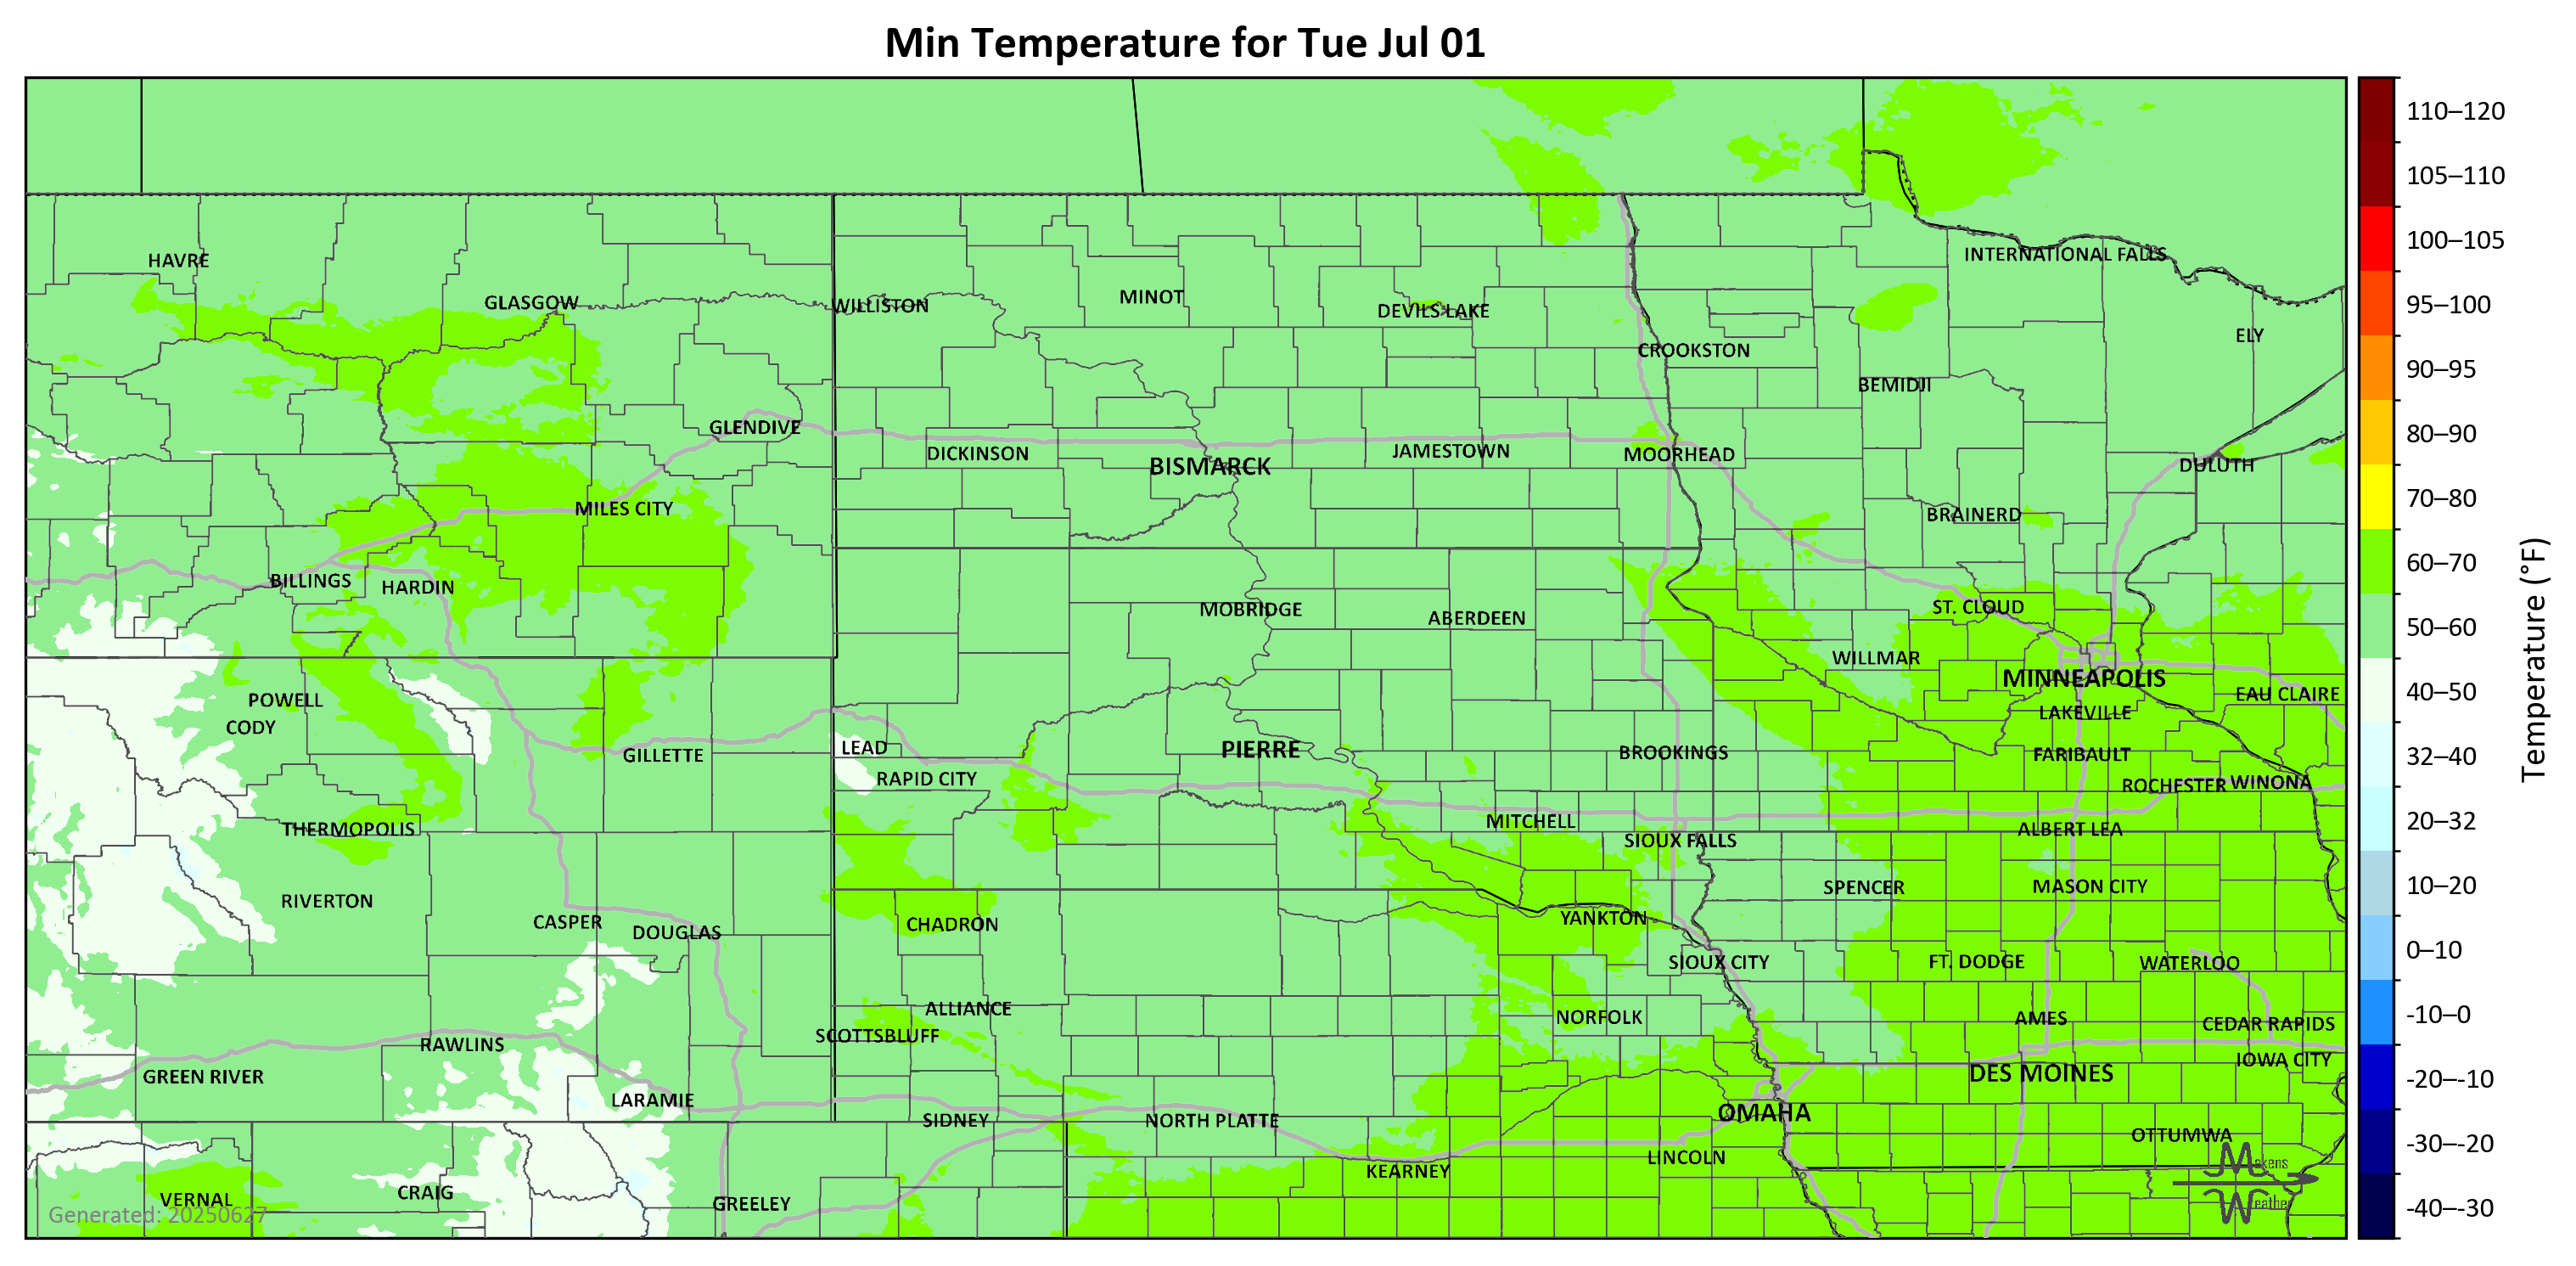 Min Temperature for Tue Jul 01
110–120
105–110
100–105
95–100
90–95
80–90
70–80
60–70
50–60
40–50
32–40
20–32
10–20
0–10
-10–0
-20–-10
-30–-20
-40–-30
Temperature (°F)
HAVRE
GLASGOW
WILLISTON
MINOT
DEVILS LAKE
CROOKSTON
INTERNATIONAL FALLS
ELY
BEMIDJI
GLENDIVE
DICKINSON
BISMARCK
JAMESTOWN
MOORHEAD
DULUTH
MILES CITY
BRAINERD
BILLINGS
HARDIN
MOBRIDGE
ABERDEEN
ST. CLOUD
WILLMAR
MINNEAPOLIS
EAU CLAIRE
POWELL
CODY
LAKEVILLE
GILLETTE
LEAD
RAPID CITY
PIERRE
BROOKINGS
FARIBAULT
ROCHESTER
WINONA
THERMOPOLIS
MITCHELL
SIOUX FALLS
ALBERT LEA
RIVERTON
CASPER
DOUGLAS
CHADRON
YANKTON
SPENCER
MASON CITY
SIOUX CITY
FT. DODGE
WATERLOO
ALLIANCE
SCOTTSBLUFF
NORFOLK
AMES
CEDAR RAPIDS
RAWLINS
GREEN RIVER
DES MOINES
IOWA CITY
LARAMIE
SIDNEY
NORTH PLATTE
OMAHA
OTTUMWA
KEARNEY
LINCOLN
VERNAL
CRAIG
GREELEY
Generated: 20250627
Makens
Weather